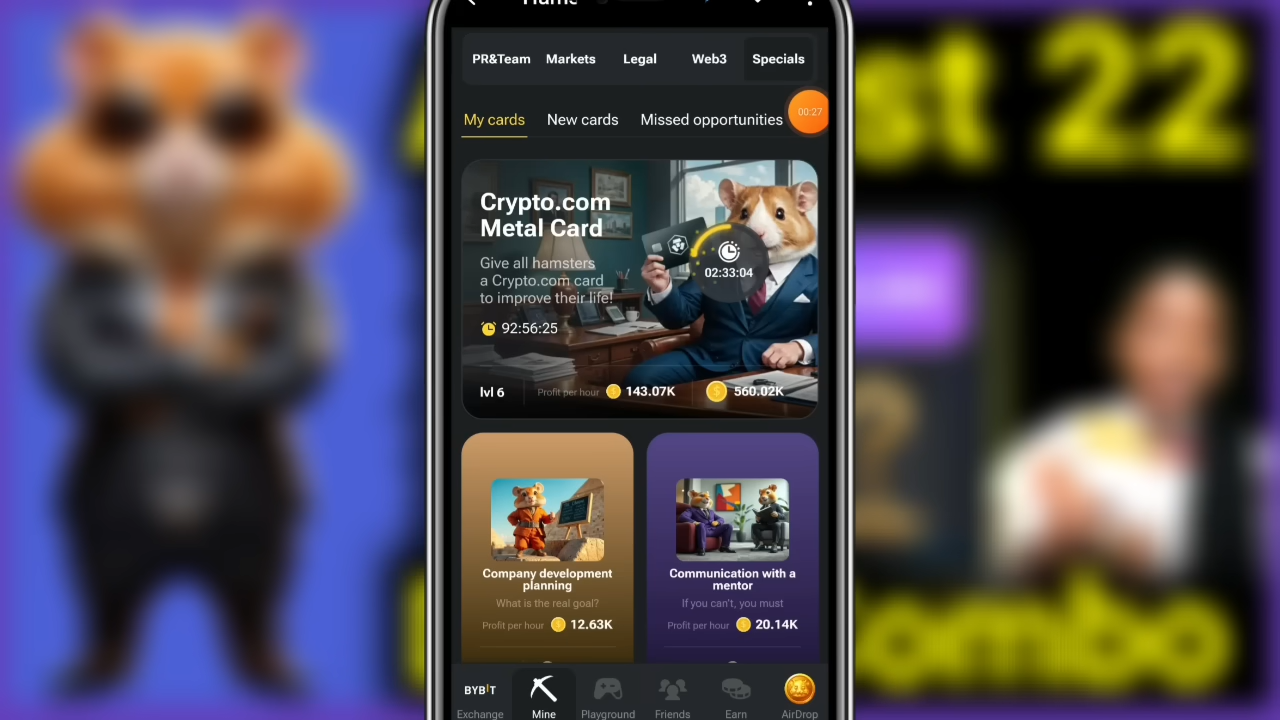 PR&Team Markets Legal Web3 Specials
My cards New cards Missed opportunities
00:27
Crypto.com
Metal Card
Give all hamsters
a Crypto.com card
to improve their life!
92:56:25
02:33:04
lvl 6 Profit per hour 143.07K 560.02K
Company development
planning
What is the real goal?
Profit per hour 12.63K
Communication with a
mentor
If you can't, you must
Profit per hour 20.14K
BYBIT
Exchange Mine Playground Friends Earn AirDrop
22